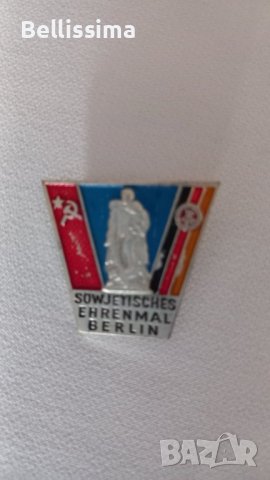 Bellissima
SOWJETISCHES
EHRENMAL
BERLIN
BAZAR